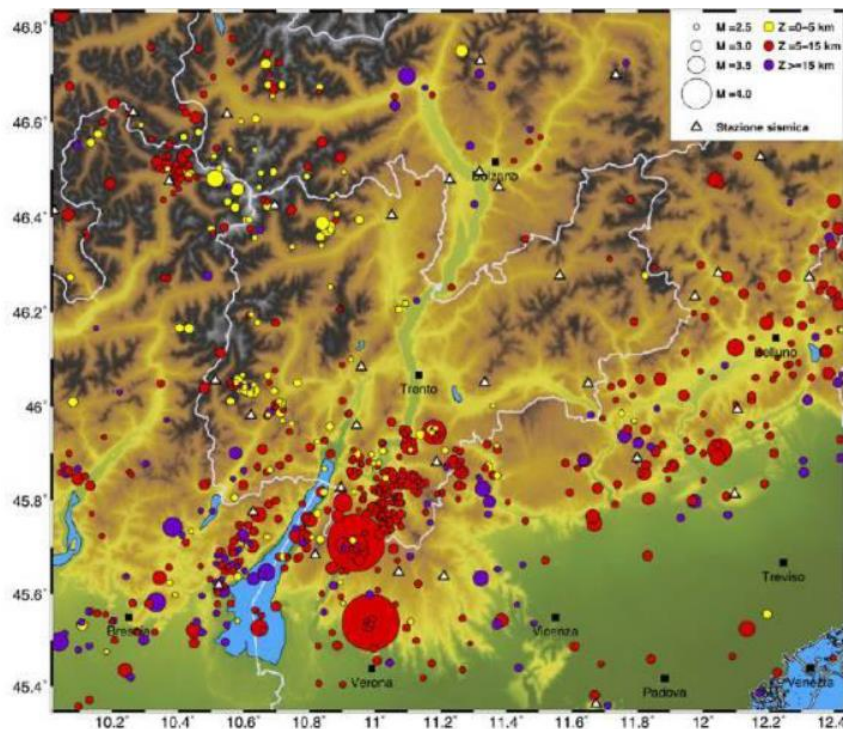 M=2.5 Z=0–5 km
M=3.0 Z=5–15 km
M=3.5 Z>=15 km
M=4.0
Stazione sismica
46.8°
46.6°
46.4°
46.2°
46°
45.8°
45.6°
45.4°
Bolzano
Belluno
Trento
Treviso
Brescia
Vicenza
Verona
Padova
Venezia
10.2° 10.4° 10.6° 10.8° 11° 11.2° 11.4° 11.6° 11.8° 12° 12.2° 12.4°